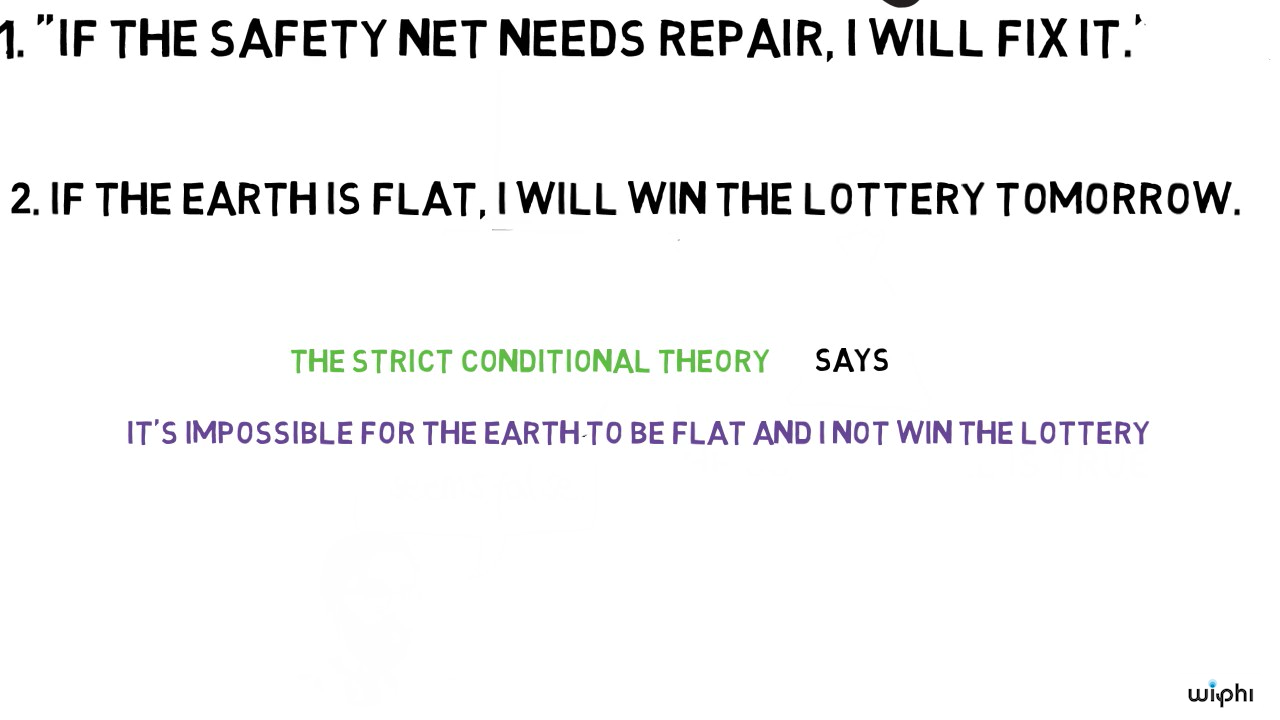 1. "IF THE SAFETY NET NEEDS REPAIR, I WILL FIX IT.'
2. IF THE EARTH IS FLAT, I WILL WIN THE LOTTERY TOMORROW.
THE STRICT CONDITIONAL THEORY SAYS
IT'S IMPOSSIBLE FOR THE EARTH TO BE FLAT AND I NOT WIN THE LOTTERY
wiphi